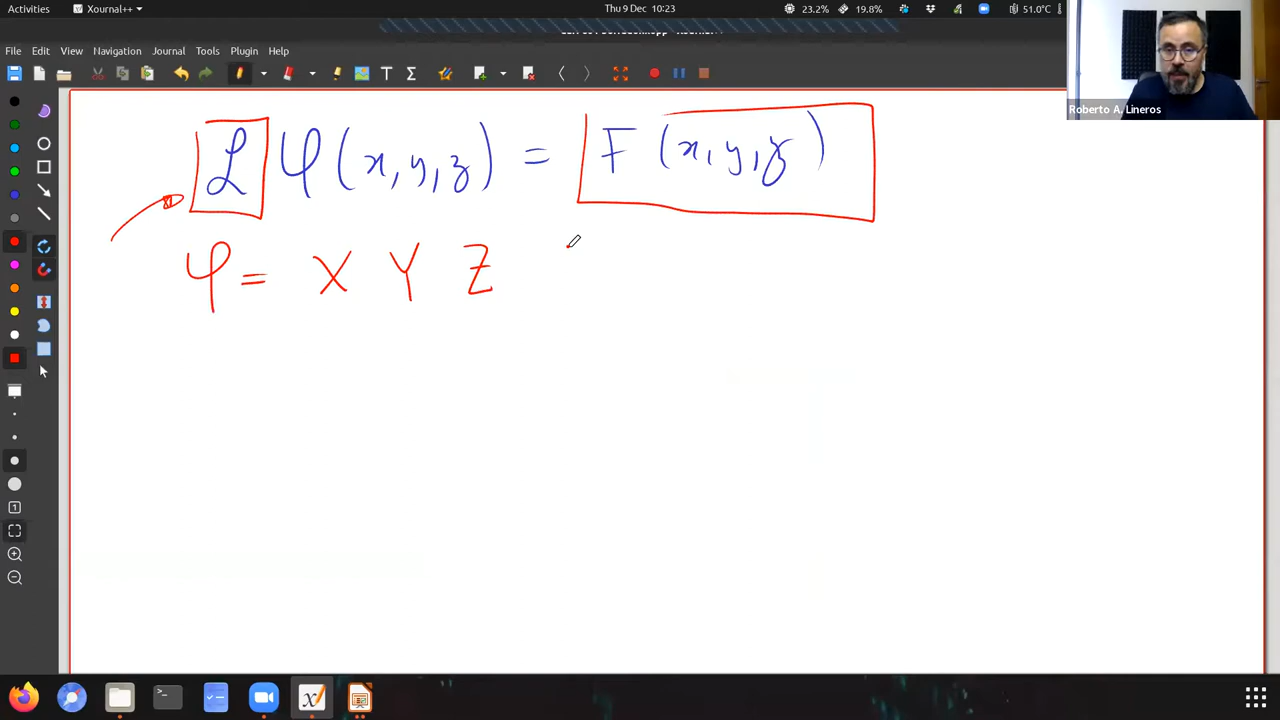 Activities Xournal++ Thu 9 Dec 10:23 23.2% 19.8% 51.0°C
File Edit View Navigation Journal Tools Plugin Help
Roberto A. Lineros
ℒ φ(x,y,z) = F(x,y,z)
φ = X Y Z